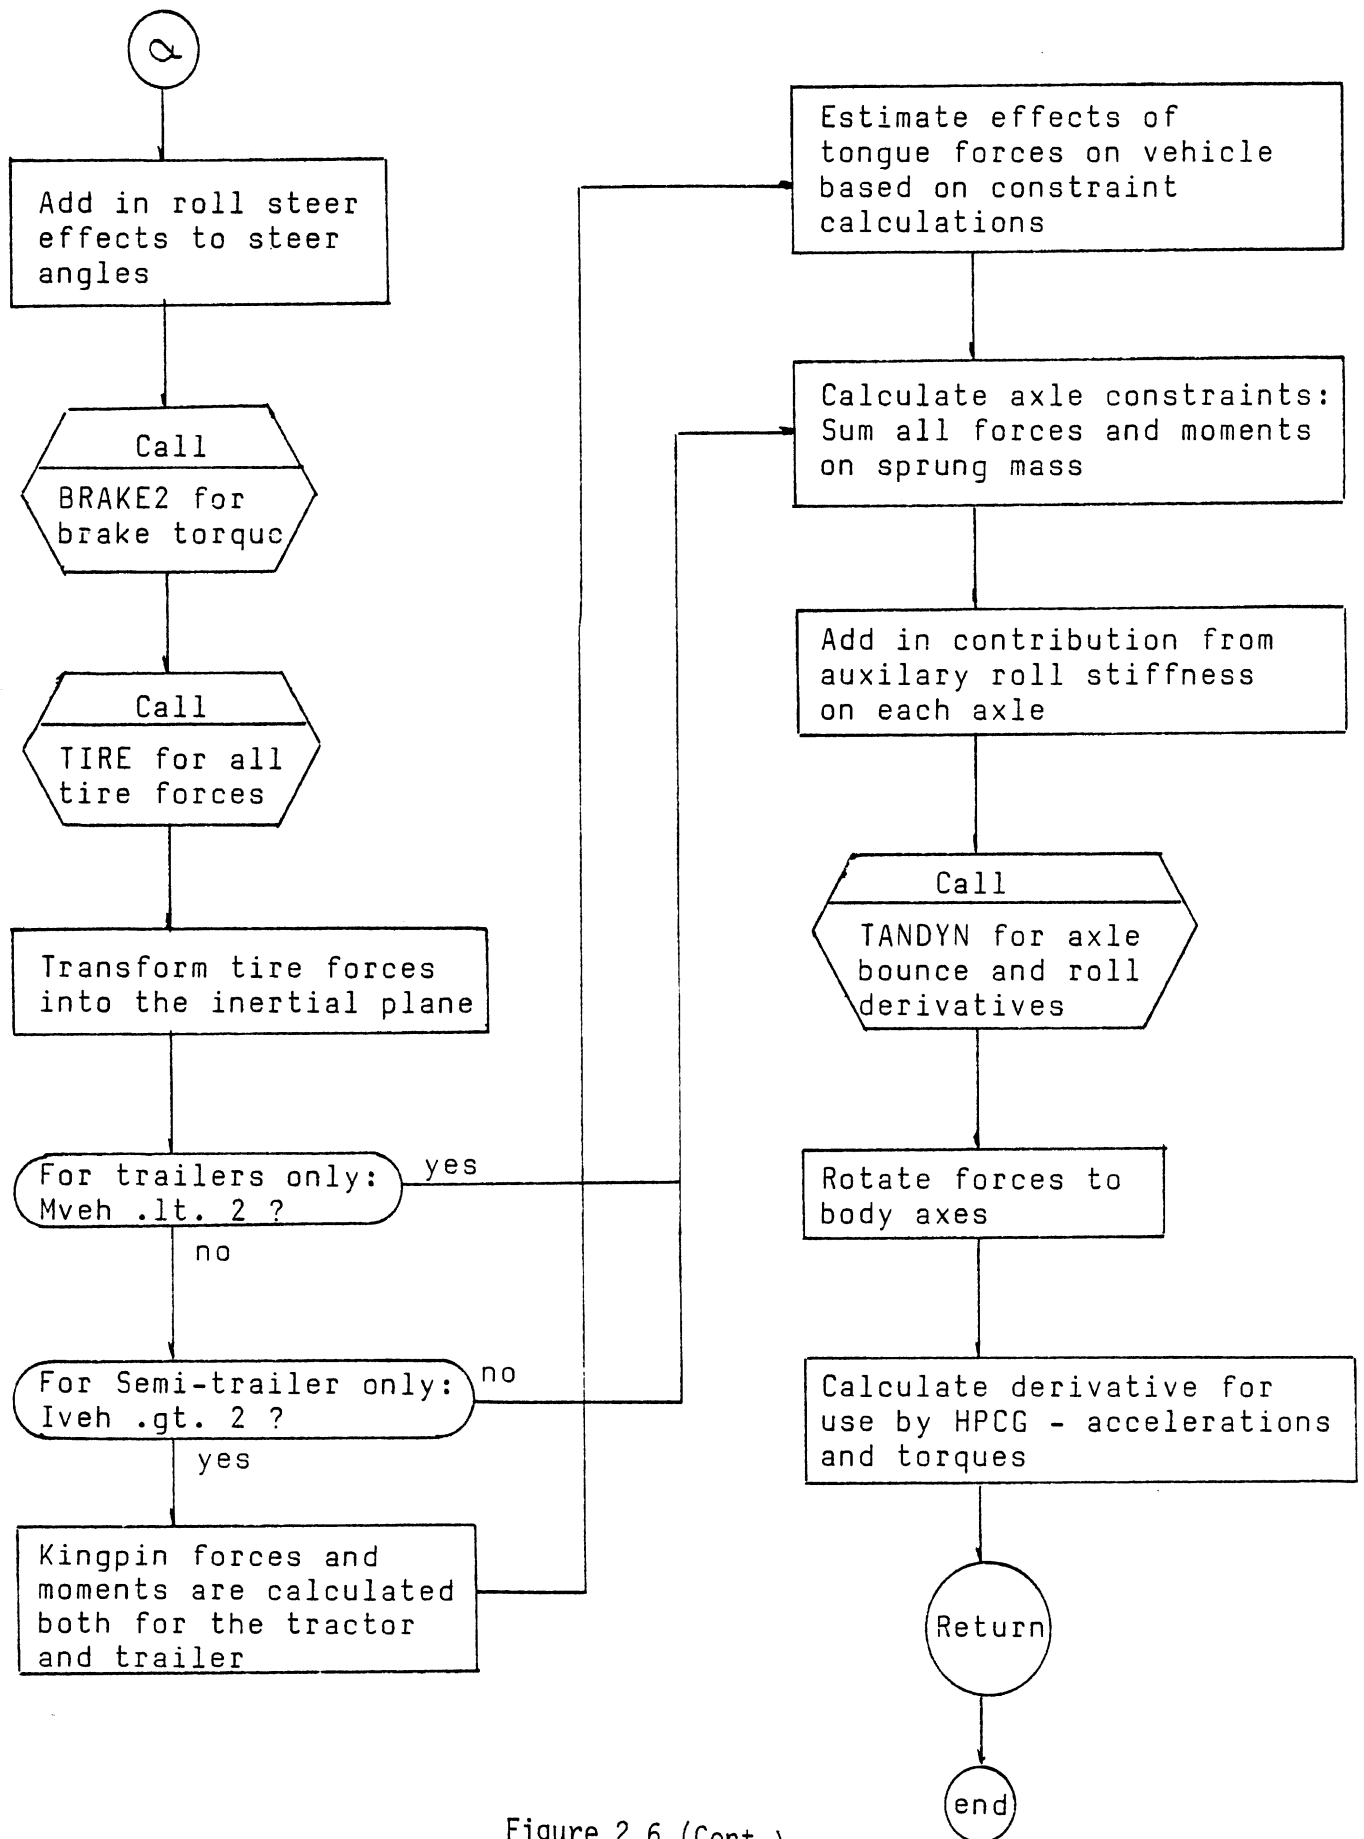 α
Add in roll steer
effects to steer
angles
Call
BRAKE2 for
brake torque
Call
TIRE for all
tire forces
Transform tire forces
into the inertial plane
For trailers only:
Mveh .lt. 2 ?
yes
no
For Semi-trailer only:
Iveh .gt. 2 ?
no
yes
Kingpin forces and
moments are calculated
both for the tractor
and trailer
Estimate effects of
tongue forces on vehicle
based on constraint
calculations
Calculate axle constraints:
Sum all forces and moments
on sprung mass
Add in contribution from
auxilary roll stiffness
on each axle
Call
TANDYN for axle
bounce and roll
derivatives
Rotate forces to
body axes
Calculate derivative for
use by HPCG - accelerations
and torques
Return
end
Figure 2.6 (Cont.)